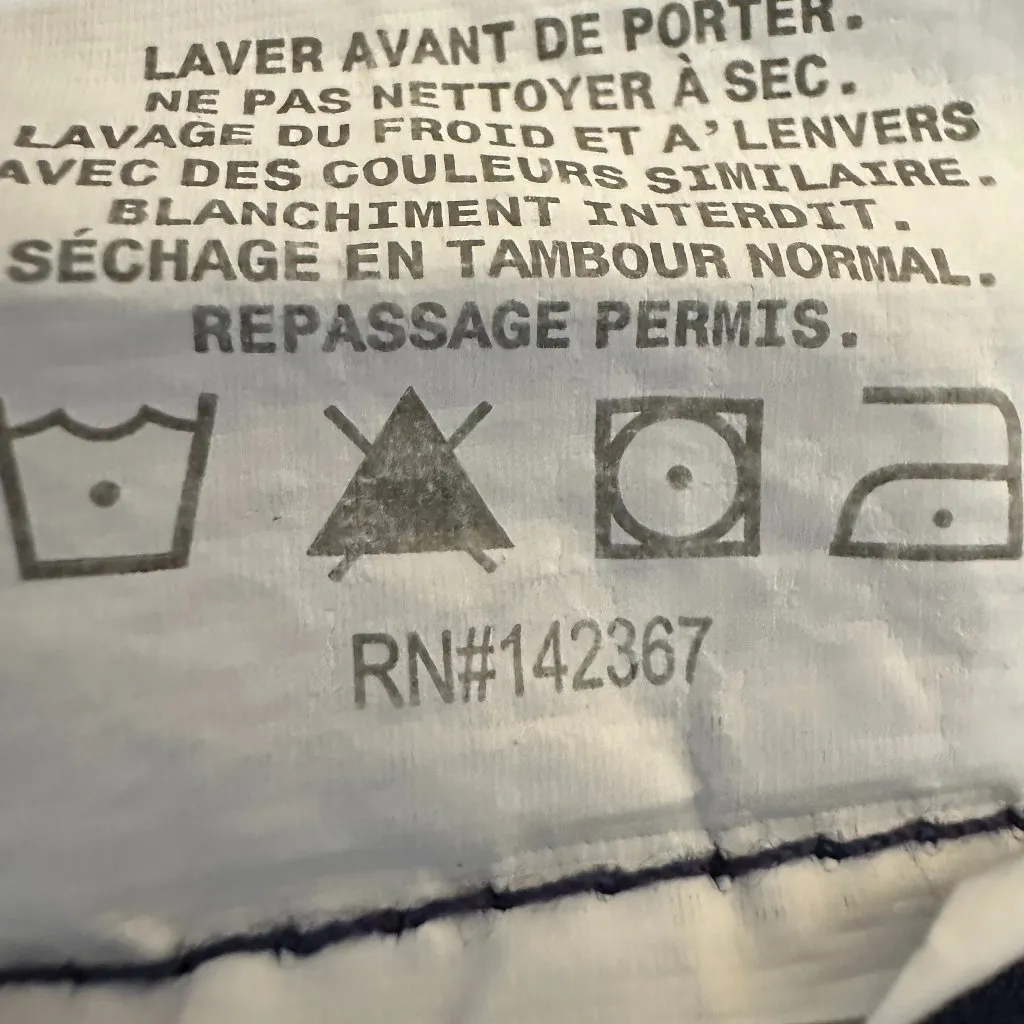 LAVER AVANT DE PORTER.
NE PAS NETTOYER À SEC.
LAVAGE DU FROID ET A'LENVERS
AVEC DES COULEURS SIMILAIRE.
BLANCHIMENT INTERDIT.
SÉCHAGE EN TAMBOUR NORMAL.
REPASSAGE PERMIS.
RN#142367